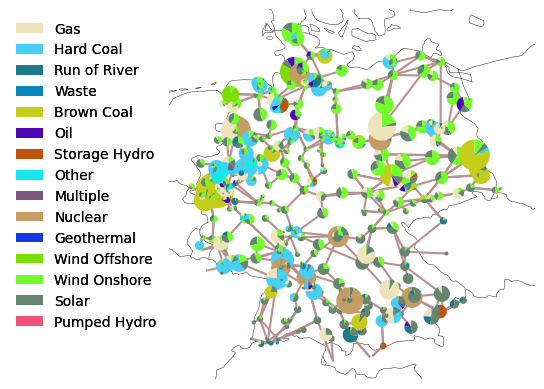 Gas
Hard Coal
Run of River
Waste
Brown Coal
Oil
Storage Hydro
Other
Multiple
Nuclear
Geothermal
Wind Offshore
Wind Onshore
Solar
Pumped Hydro